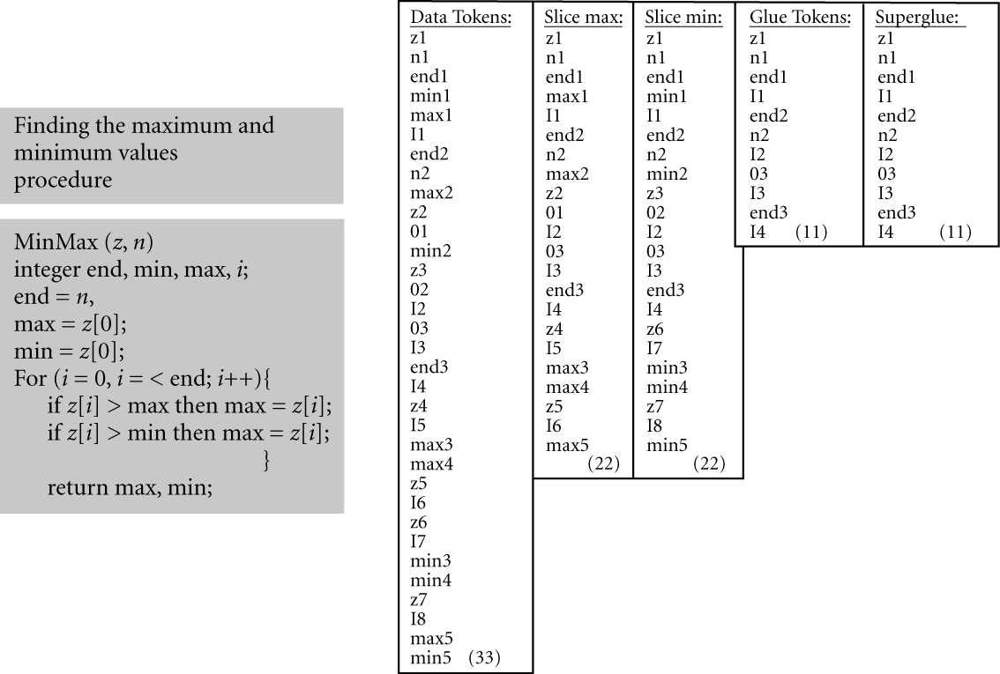 Finding the maximum and
minimum values
procedure
MinMax (z, n)
integer end, min, max, i;
end = n,
max = z[0];
min = z[0];
For (i = 0, i = < end; i++){
if z[i] > max then max = z[i];
if z[i] > min then max = z[i];
}
return max, min;
Data Tokens:
z1
n1
end1
min1
max1
I1
end2
n2
max2
z2
01
min2
z3
02
I2
03
I3
end3
I4
z4
I5
max3
max4
z5
I6
z6
I7
min3
min4
z7
I8
max5
min5 (33)
Slice max:
z1
n1
end1
max1
I1
end2
n2
max2
z2
01
I2
03
I3
end3
I4
z4
I5
max3
max4
z5
I6
max5
(22)
Slice min:
z1
n1
end1
min1
I1
end2
n2
min2
z3
02
I2
03
I3
end3
I4
z6
I7
min3
min4
z7
I8
min5
(22)
Glue Tokens:
z1
n1
end1
I1
end2
n2
I2
03
I3
end3
I4 (11)
Superglue:
z1
n1
end1
I1
end2
n2
I2
03
I3
end3
I4 (11)